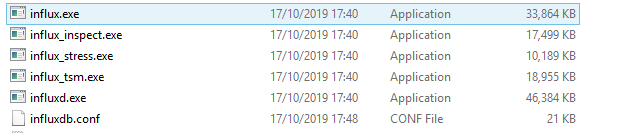 influx.exe 17/10/2019 17:40 Application 33,864 KB
influx_inspect.exe 17/10/2019 17:40 Application 17,499 KB
influx_stress.exe 17/10/2019 17:40 Application 10,189 KB
influx_tsm.exe 17/10/2019 17:40 Application 18,955 KB
influxd.exe 17/10/2019 17:40 Application 46,384 KB
influxdb.conf 17/10/2019 17:48 CONF File 21 KB